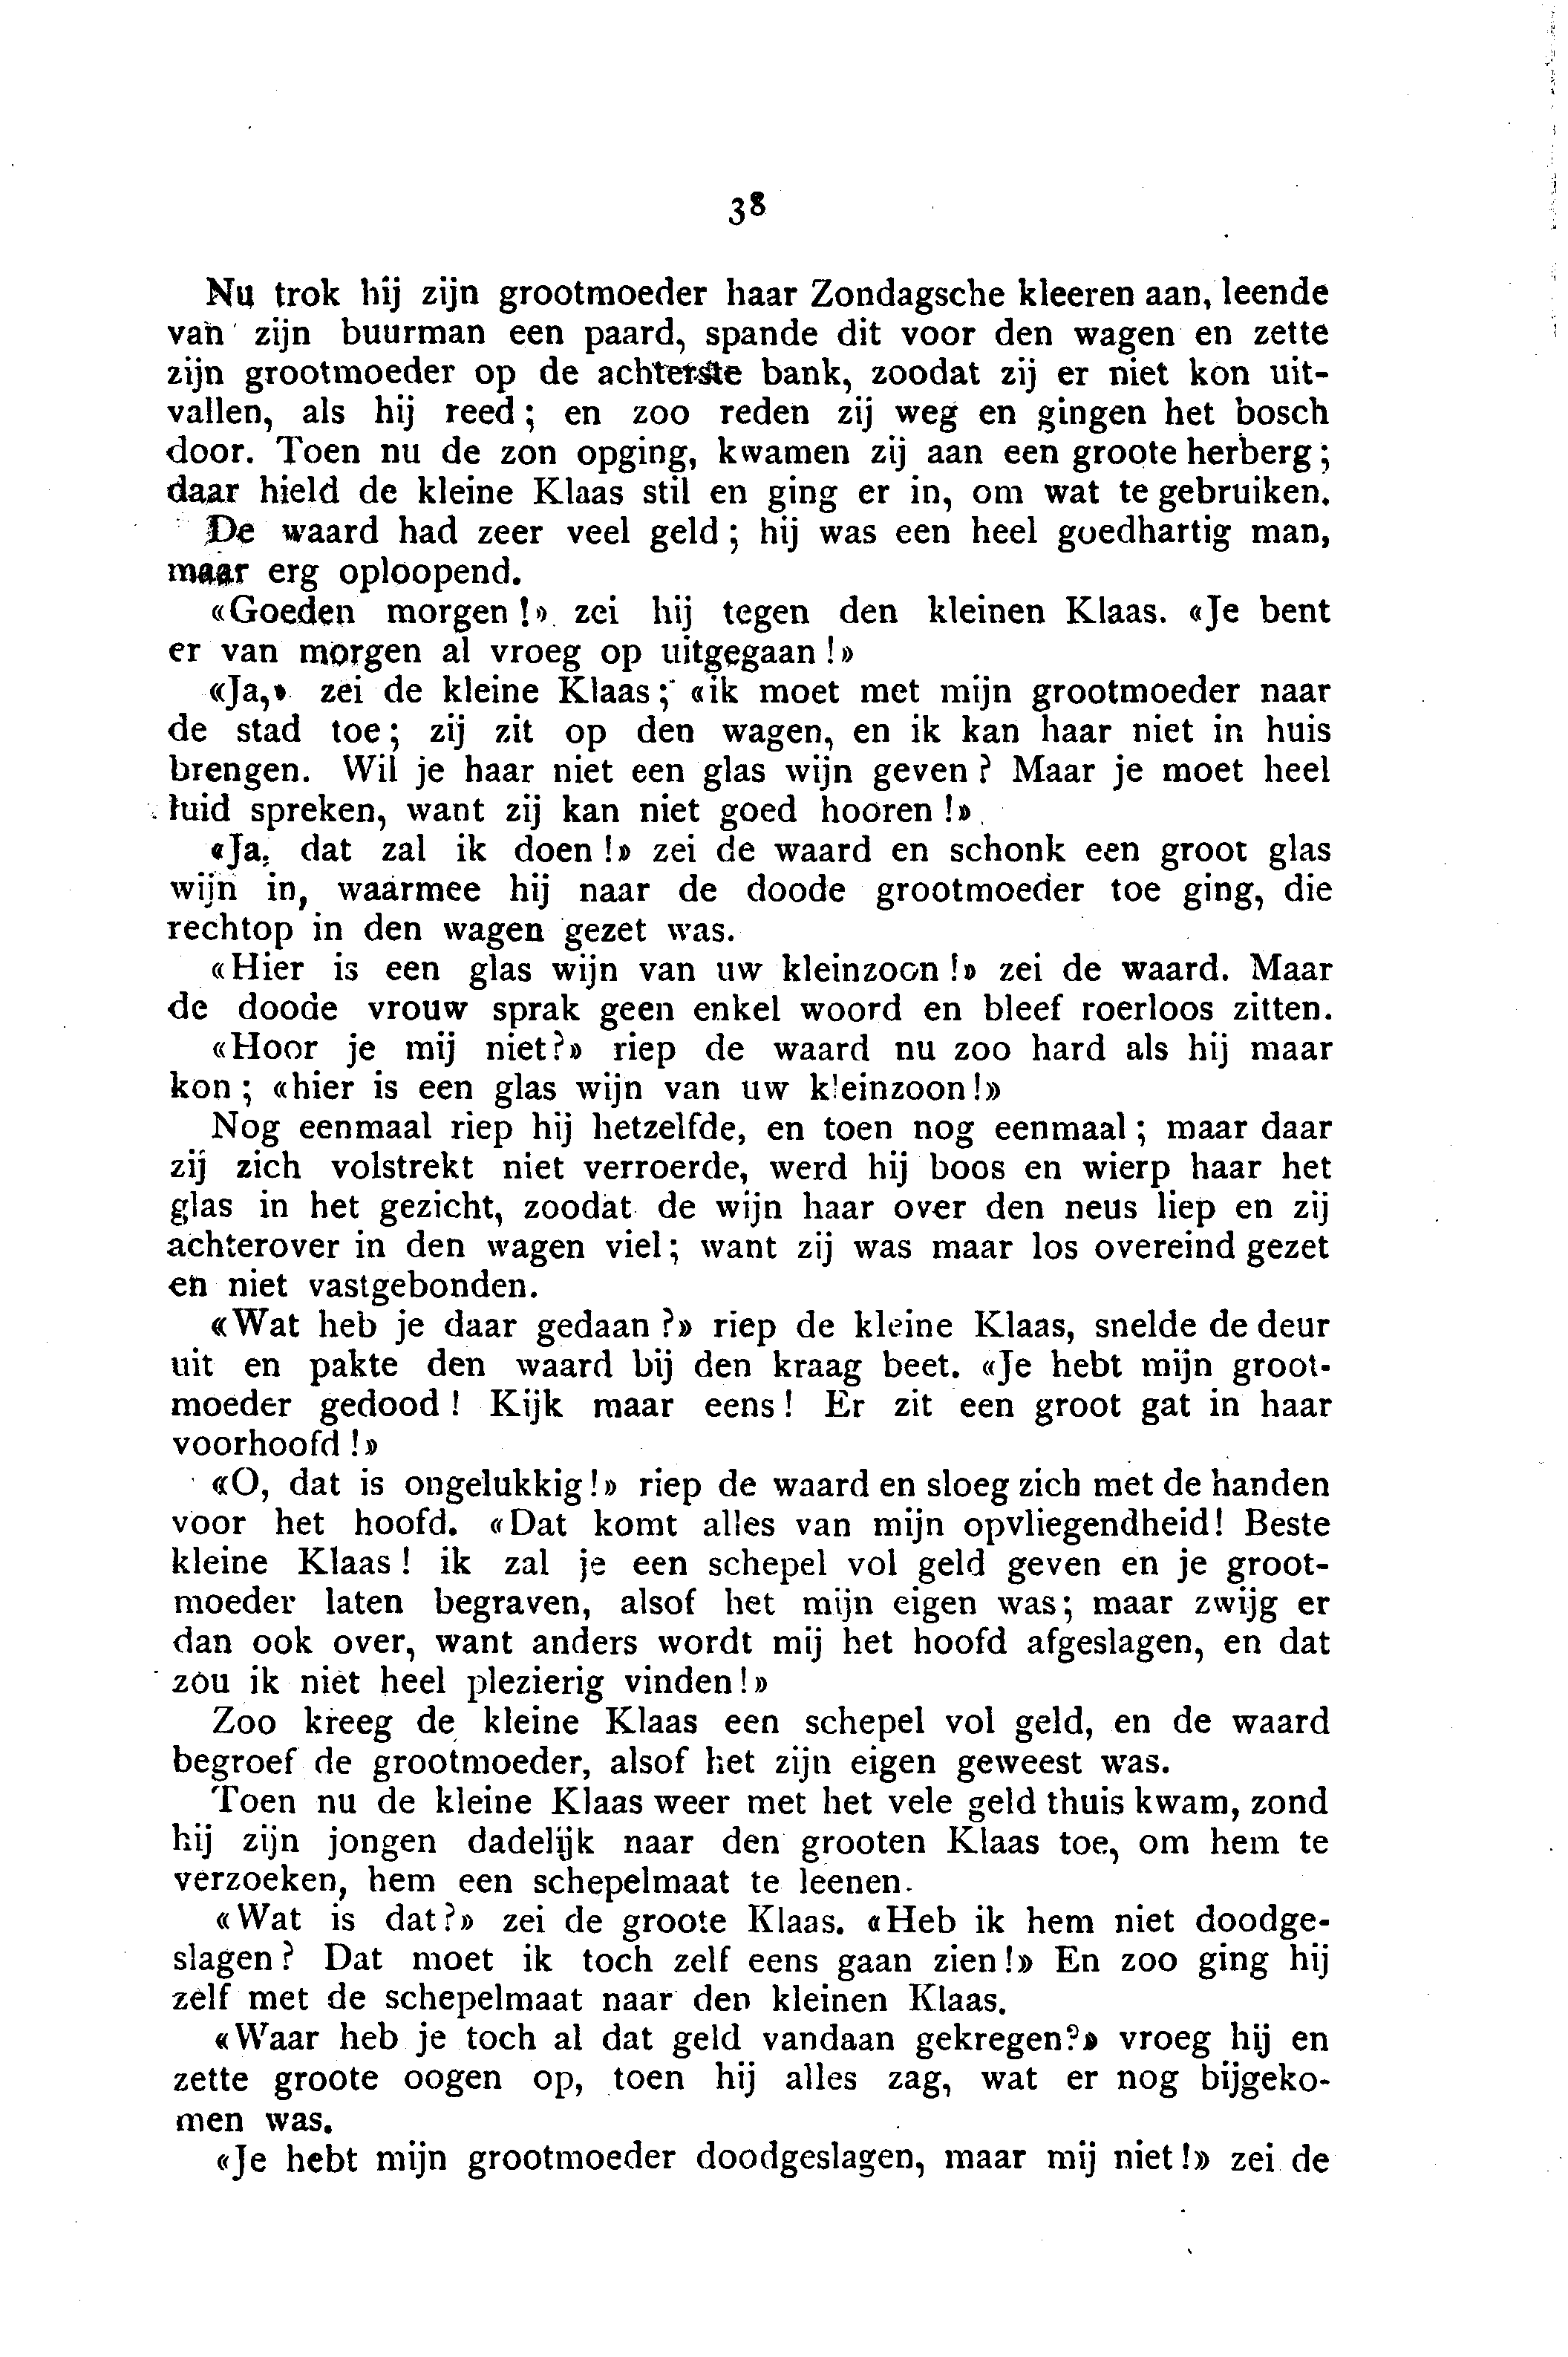 38
Nu trok hij zijn grootmoeder haar Zondagsche kleeren aan, leende
van zijn buurman een paard, spande dit voor den wagen en zette
zijn grootmoeder op de achterste bank, zoodat zij er niet kon uit-
vallen, als hij reed; en zoo reden zij weg en gingen het bosch
door. Toen nu de zon opging, kwamen zij aan een groote herberg;
daar hield de kleine Klaas stil en ging er in, om wat te gebruiken.
De waard had zeer veel geld; hij was een heel goedhartig man,
maar erg oploopend.
«Goeden morgen!» zei hij tegen den kleinen Klaas. «Je bent
er van morgen al vroeg op uitgegaan!»
«Ja,» zei de kleine Klaas; «ik moet met mijn grootmoeder naar
de stad toe; zij zit op den wagen, en ik kan haar niet in huis
brengen. Wil je haar niet een glas wijn geven? Maar je moet heel
luid spreken, want zij kan niet goed hooren!»
«Ja, dat zal ik doen!» zei de waard en schonk een groot glas
wijn in, waarmee hij naar de doode grootmoeder toe ging, die
rechtop in den wagen gezet was.
«Hier is een glas wijn van uw kleinzoon!» zei de waard. Maar
de doode vrouw sprak geen enkel woord en bleef roerloos zitten.
«Hoor je mij niet?» riep de waard nu zoo hard als hij maar
kon; «hier is een glas wijn van uw kleinzoon!»
Nog eenmaal riep hij hetzelfde, en toen nog eenmaal; maar daar
zij zich volstrekt niet verroerde, werd hij boos en wierp haar het
glas in het gezicht, zoodat de wijn haar over den neus liep en zij
achterover in den wagen viel; want zij was maar los overeind gezet
en niet vastgebonden.
«Wat heb je daar gedaan?» riep de kleine Klaas, snelde de deur
uit en pakte den waard bij den kraag beet. «Je hebt mijn groot-
moeder gedood! Kijk maar eens! Er zit een groot gat in haar
voorhoofd!»
«O, dat is ongelukkig!» riep de waard en sloeg zich met de handen
voor het hoofd. «Dat komt alles van mijn opvliegendheid! Beste
kleine Klaas! ik zal je een schepel vol geld geven en je groot-
moeder laten begraven, alsof het mijn eigen was; maar zwijg er
dan ook over, want anders wordt mij het hoofd afgeslagen, en dat
zou ik niet heel plezierig vinden!»
Zoo kreeg de kleine Klaas een schepel vol geld, en de waard
begroef de grootmoeder, alsof het zijn eigen geweest was.
Toen nu de kleine Klaas weer met het vele geld thuis kwam, zond
hij zijn jongen dadelijk naar den grooten Klaas toe, om hem te
verzoeken, hem een schepelmaat te leenen.
«Wat is dat?» zei de groote Klaas. «Heb ik hem niet doodge-
slagen? Dat moet ik toch zelf eens gaan zien!» En zoo ging hij
zelf met de schepelmaat naar den kleinen Klaas.
«Waar heb je toch al dat geld vandaan gekregen?» vroeg hij en
zette groote oogen op, toen hij alles zag, wat er nog bijgeko-
men was.
«Je hebt mijn grootmoeder doodgeslagen, maar mij niet!» zei de